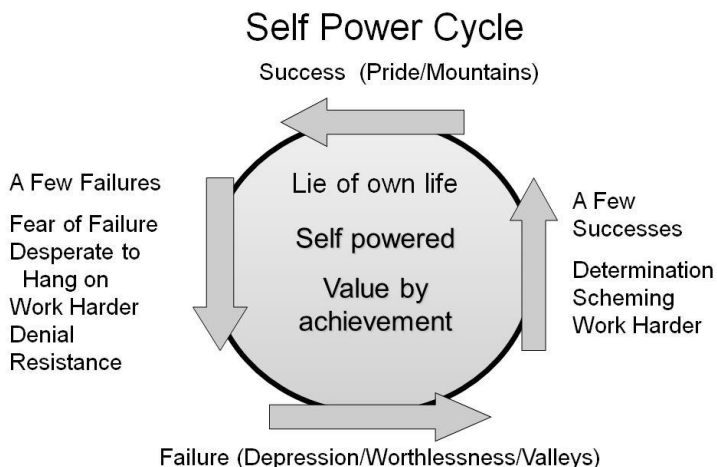 Self Power Cycle
Success (Pride/Mountains)
A Few Failures
Fear of Failure
Desperate to
Hang on
Work Harder
Denial
Resistance
Lie of own life
Self powered
Value by
achievement
A Few
Successes
Determination
Scheming
Work Harder
Failure (Depression/Worthlessness/Valleys)